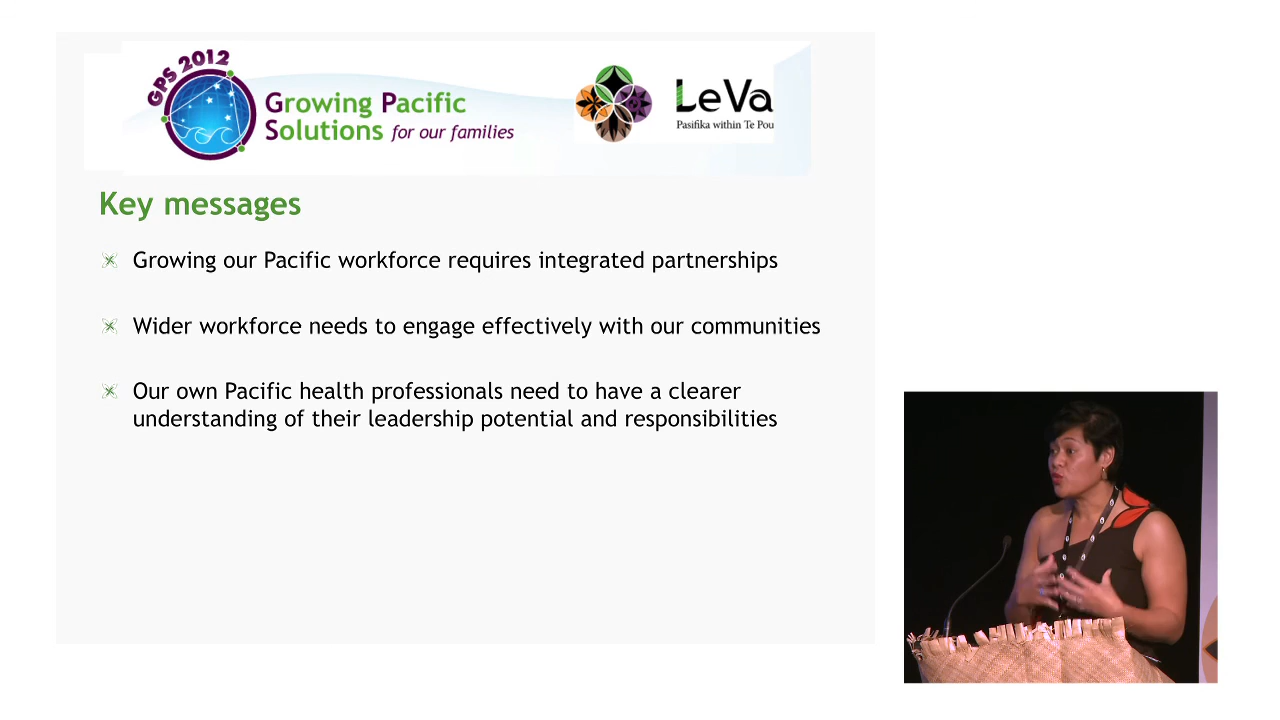 GPS 2012
Growing Pacific
Solutions for our families
LeVa
Pasifika within Te Pou
Key messages
Growing our Pacific workforce requires integrated partnerships
Wider workforce needs to engage effectively with our communities
Our own Pacific health professionals need to have a clearer
understanding of their leadership potential and responsibilities